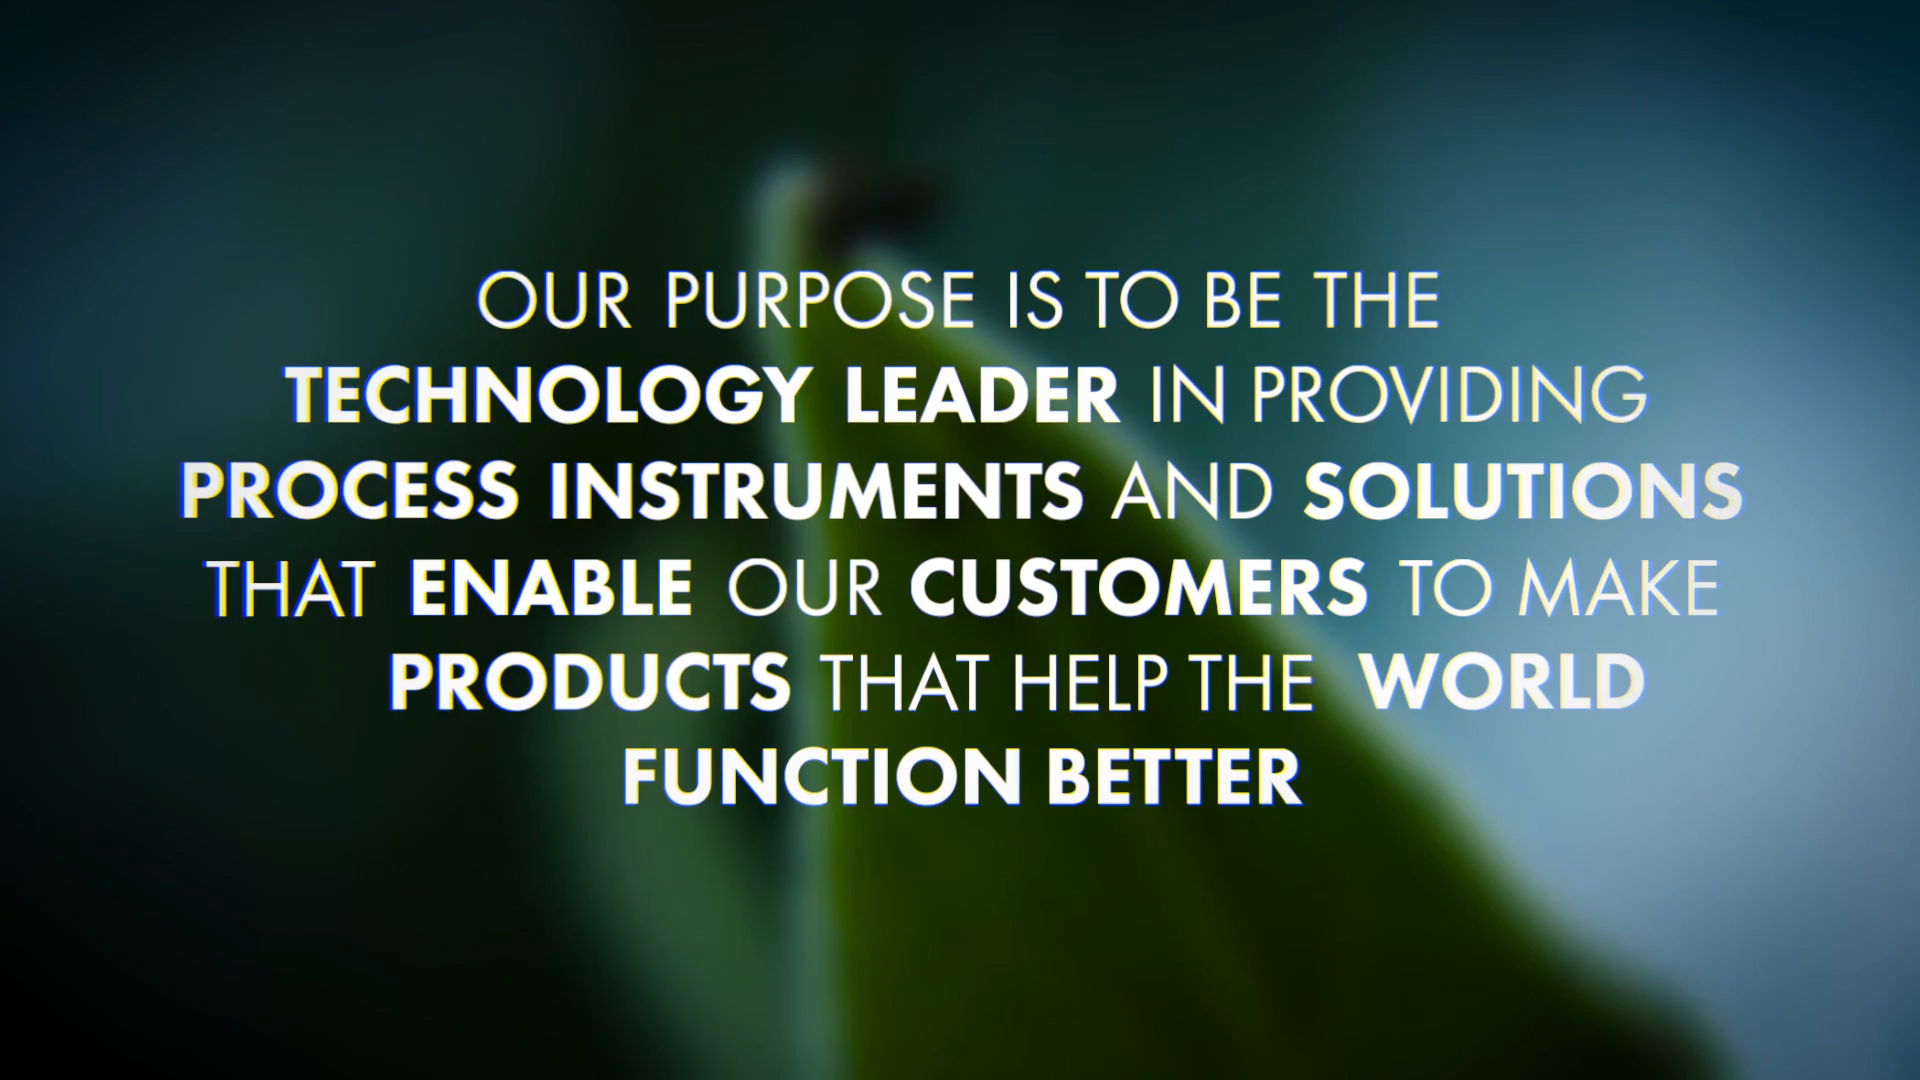 OUR PURPOSE IS TO BE THE
TECHNOLOGY LEADER IN PROVIDING
PROCESS INSTRUMENTS AND SOLUTIONS
THAT ENABLE OUR CUSTOMERS TO MAKE
PRODUCTS THAT HELP THE WORLD
FUNCTION BETTER